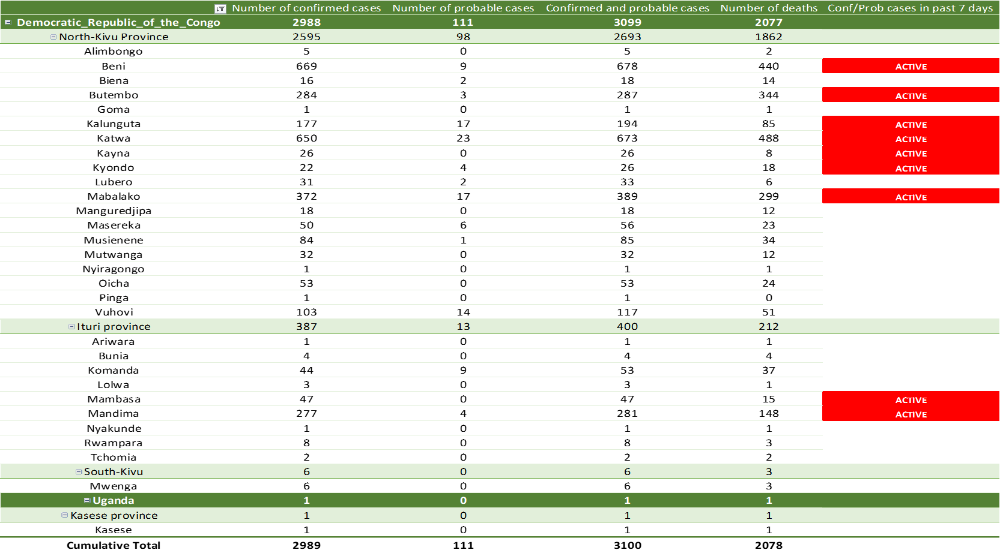 Number of confirmed cases Number of probable cases Confirmed and probable cases Number of deaths Conf/Prob cases in past 7 days
Democratic_Republic_of_the_Congo 2988 111 3099 2077
North-Kivu Province 2595 98 2693 1862
Alimbongo 5 0 5 2
Beni 669 9 678 440 ACTIVE
Biena 16 2 18 14
Butembo 284 3 287 344 ACTIVE
Goma 1 0 1 1
Kalunguta 177 17 194 85 ACTIVE
Katwa 650 23 673 488 ACTIVE
Kayna 26 0 26 8 ACTIVE
Kyondo 22 4 26 18 ACTIVE
Lubero 31 2 33 6
Mabalako 372 17 389 299 ACTIVE
Manguredjipa 18 0 18 12
Masereka 50 6 56 23
Musienene 84 1 85 34
Mutwanga 32 0 32 12
Nyiragongo 1 0 1 1
Oicha 53 0 53 24
Pinga 1 0 1 0
Vuhovi 103 14 117 51
Ituri province 387 13 400 212
Ariwara 1 0 1 1
Bunia 4 0 4 4
Komanda 44 9 53 37
Lolwa 3 0 3 1
Mambasa 47 0 47 15 ACTIVE
Mandima 277 4 281 148 ACTIVE
Nyakunde 1 0 1 1
Rwampara 8 0 8 3
Tchomia 2 0 2 2
South-Kivu 6 0 6 3
Mwenga 6 0 6 3
Uganda 1 0 1 1
Kasese province 1 0 1 1
Kasese 1 0 1 1
Cumulative Total 2989 111 3100 2078